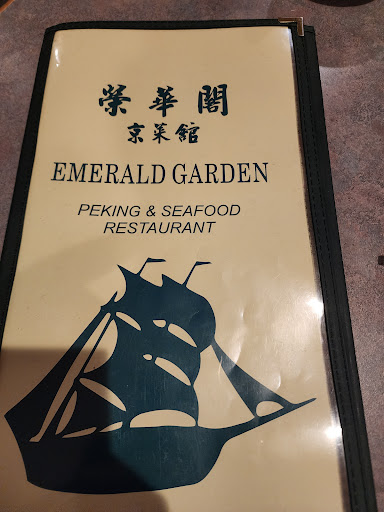 榮華閣
京菜館
EMERALD GARDEN
PEKING & SEAFOOD
RESTAURANT